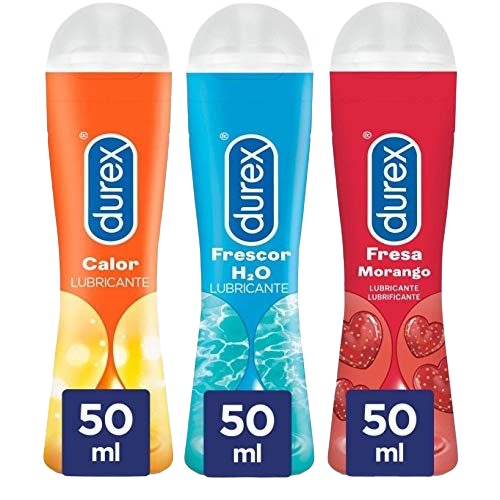 durex®
Calor
LUBRICANTE
50
ml
durex®
Frescor
H₂O
LUBRICANTE
50
ml
durex®
Fresa
Morango
LUBRICANTE
LUBRIFICANTE
50
ml